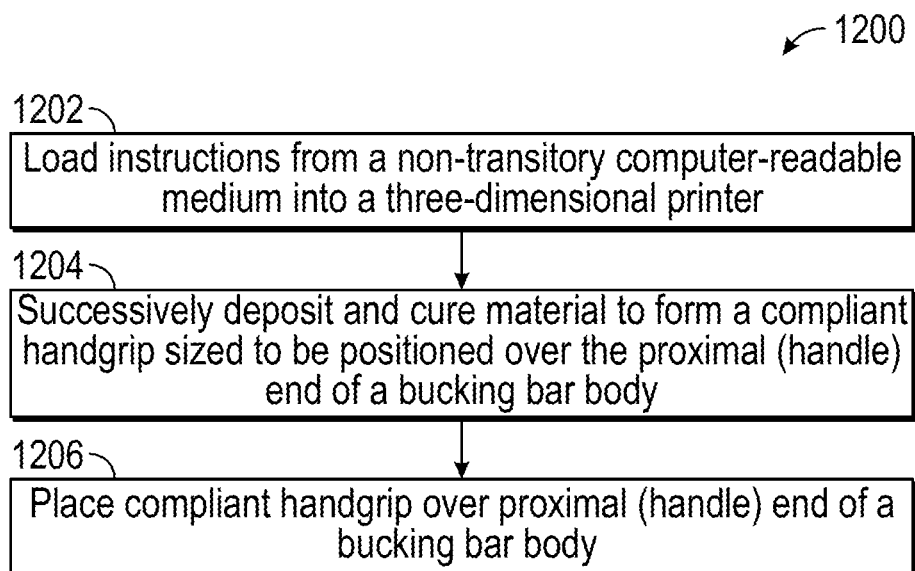 1200
1202
Load instructions from a non-transitory computer-readable
medium into a three-dimensional printer
1204
Successively deposit and cure material to form a compliant
handgrip sized to be positioned over the proximal (handle)
end of a bucking bar body
1206
Place compliant handgrip over proximal (handle) end of a
bucking bar body